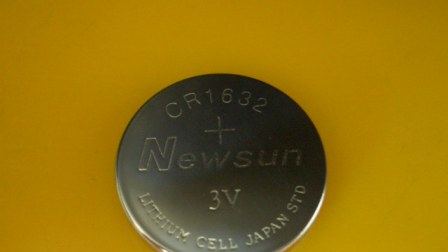 CR1632
+
Newsun
3V
LITHIUM CELL JAPAN STD